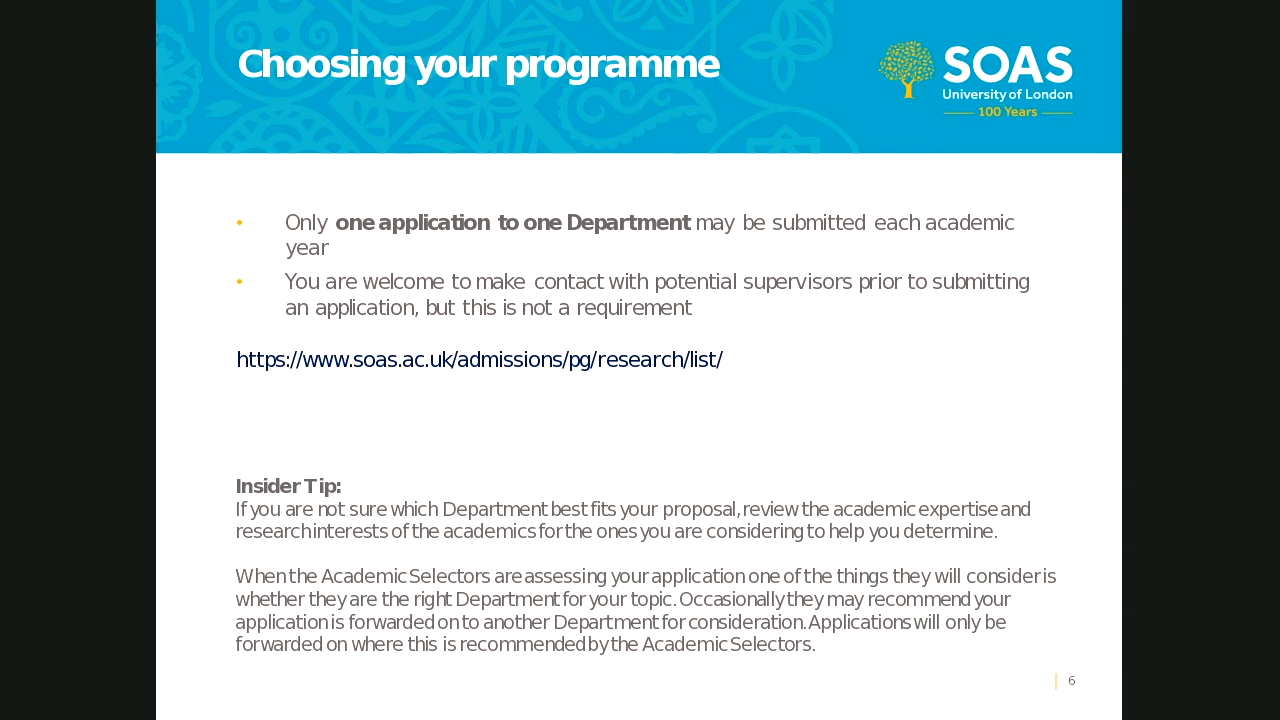 Choosing your programme
SOAS
University of London
100 Years
• Only one application to one Department may be submitted each academic
year
• You are welcome to make contact with potential supervisors prior to submitting
an application, but this is not a requirement
https://www.soas.ac.uk/admissions/pg/research/list/
Insider Tip:
If you are not sure which Department best fits your proposal, review the academic expertise and
research interests of the academics for the ones you are considering to help you determine.
When the Academic Selectors are assessing your application one of the things they will consider is
whether they are the right Department for your topic. Occasionally they may recommend your
application is forwarded on to another Department for consideration. Applications will only be
forwarded on where this is recommended by the Academic Selectors.
6